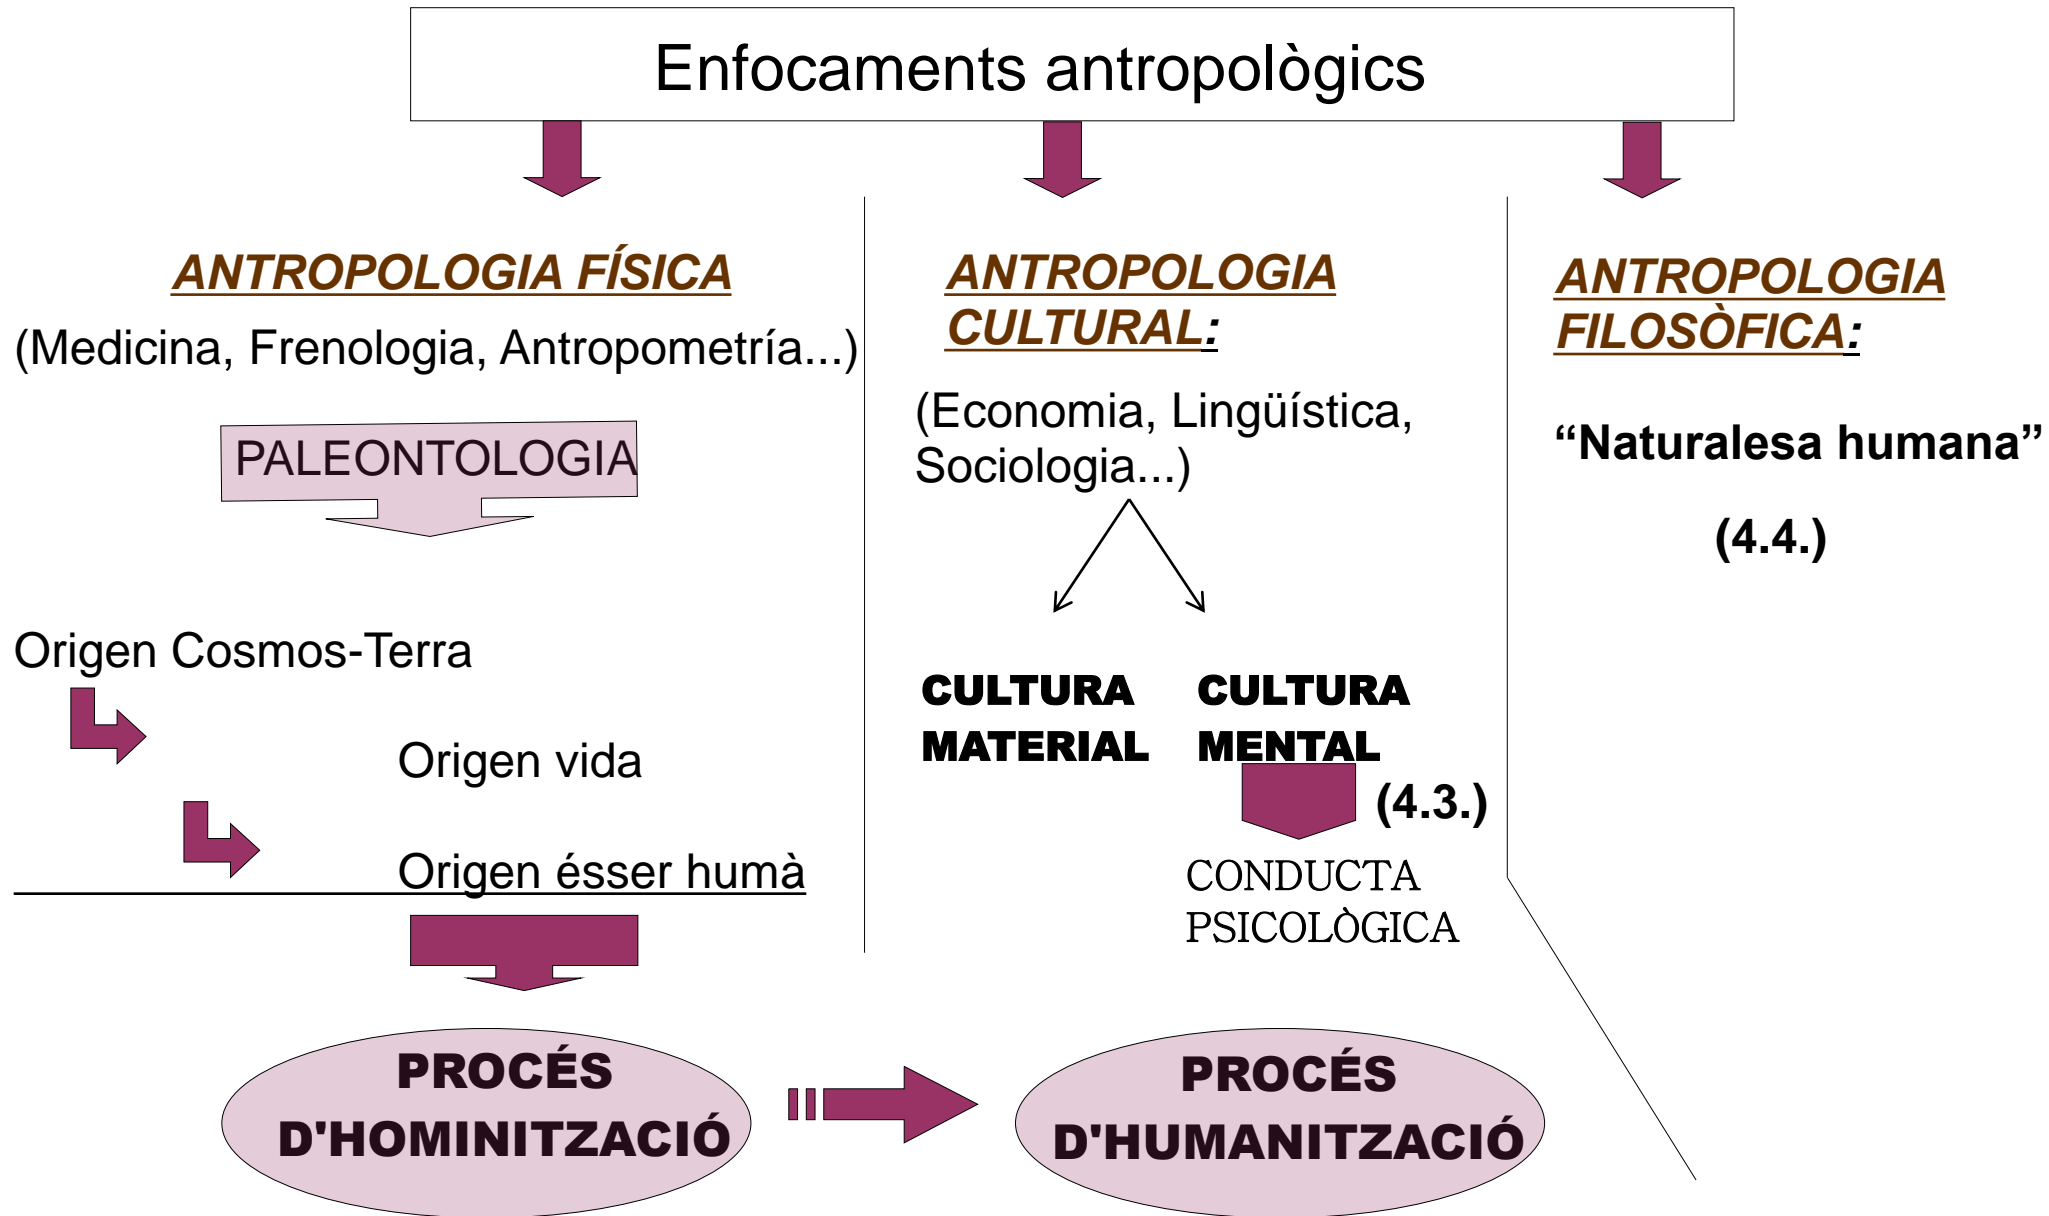 Enfocaments antropològics
ANTROPOLOGIA FÍSICA
(Medicina, Frenologia, Antropometría...)
PALEONTOLOGIA
Origen Cosmos-Terra
Origen vida
Origen ésser humà
PROCÉS
D'HOMINITZACIÓ
ANTROPOLOGIA
CULTURAL:
(Economia, Lingüística,
Sociologia...)
CULTURA
MATERIAL
CULTURA
MENTAL
(4.3.)
CONDUCTA
PSICOLÒGICA
PROCÉS
D'HUMANITZACIÓ
ANTROPOLOGIA
FILOSÒFICA:
“Naturalesa humana”
(4.4.)